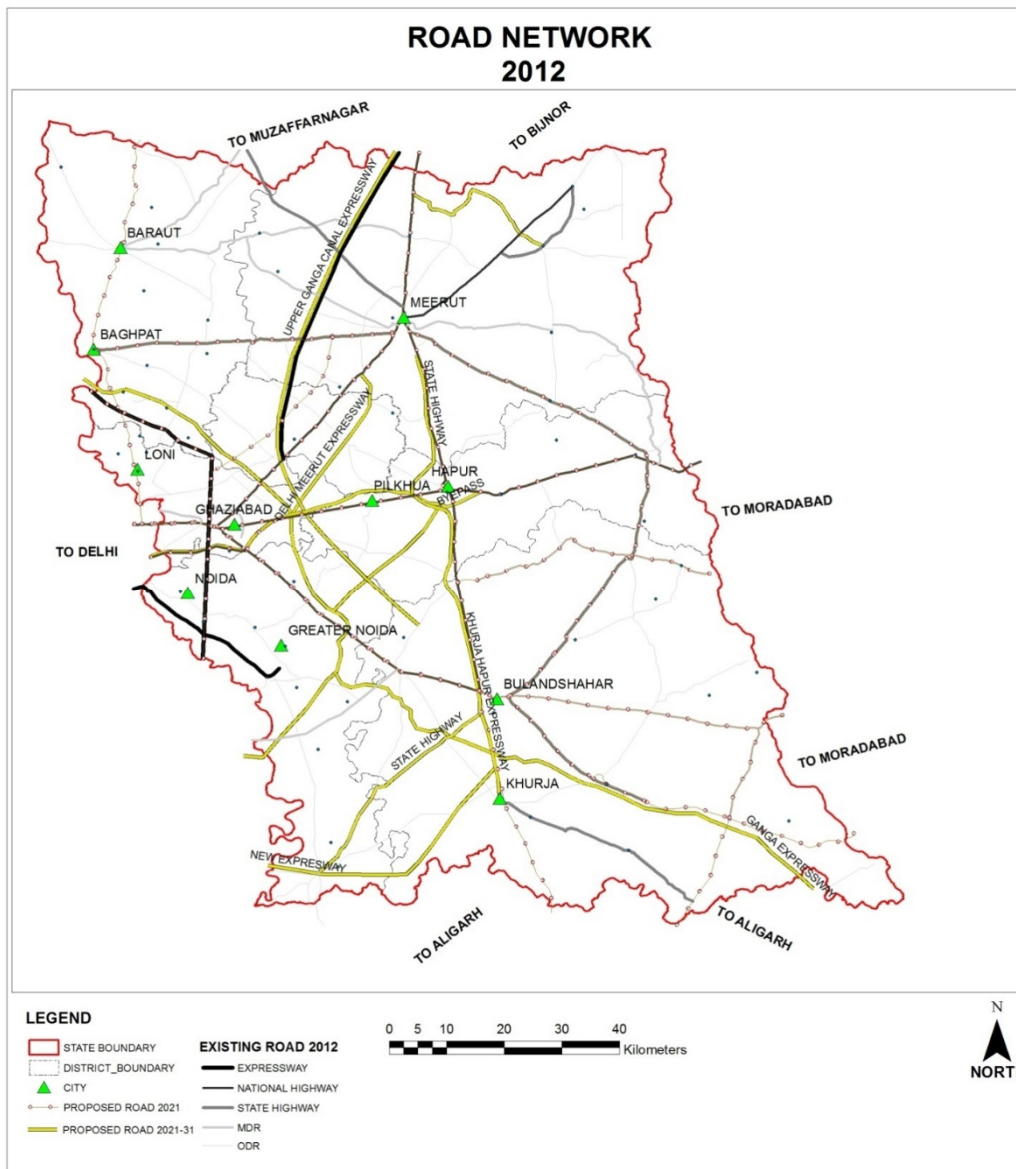 ROAD NETWORK
2012
TO MUZAFFARNAGAR
TO BIJNOR
UPPER GANGA CANAL EXPRESSWAY
BARAUT
MEERUT
BAGHPAT
STATE HIGHWAY
DELHI MEERUT EXPRESSWAY
LONI
HAPUR
PILKHUA
BYEPASS
GHAZIABAD
TO MORADABAD
TO DELHI
NOIDA
GREATER NOIDA
KHURJA HAPUR EXPRESSWAY
BULANDSHAHAR
STATE HIGHWAY
TO MORADABAD
KHURJA
GANGA EXPRESSWAY
NEW EXPRESWAY
TO ALIGARH
TO ALIGARH
LEGEND
STATE BOUNDARY
DISTRICT_BOUNDARY
CITY
PROPOSED ROAD 2021
PROPOSED ROAD 2021-31
EXISTING ROAD 2012
EXPRESSWAY
NATIONAL HIGHWAY
STATE HIGHWAY
MDR
ODR
0 5 10 20 30 40
Kilometers
N
NORT